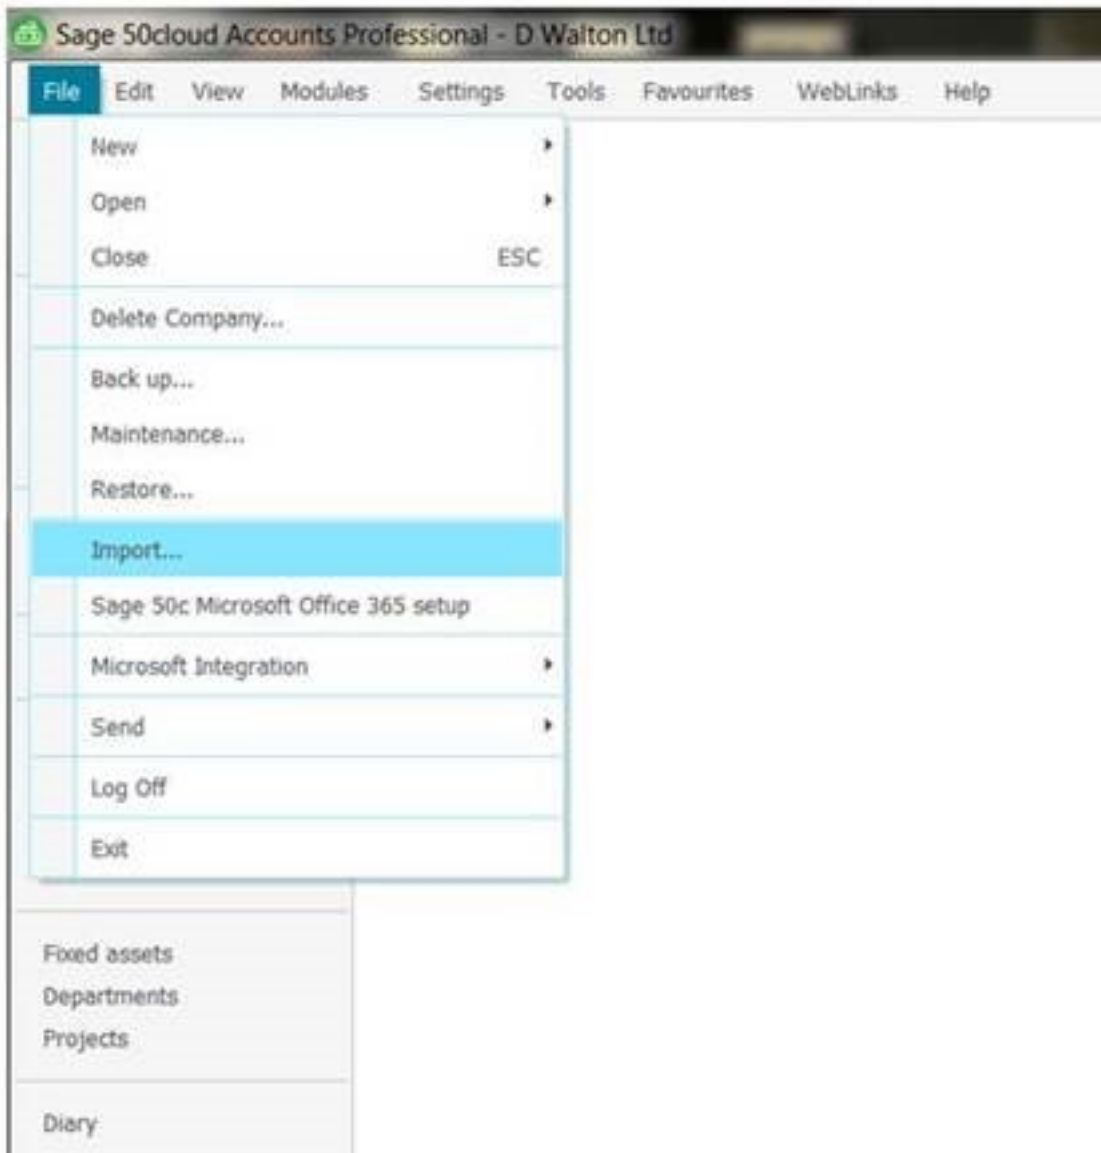 Sage 50cloud Accounts Professional - D Walton Ltd
File Edit View Modules Settings Tools Favourites WebLinks Help
New
Open
Close ESC
Delete Company...
Back up...
Maintenance...
Restore...
Import...
Sage 50c Microsoft Office 365 setup
Microsoft Integration
Send
Log Off
Exit
Fixed assets
Departments
Projects
Diary